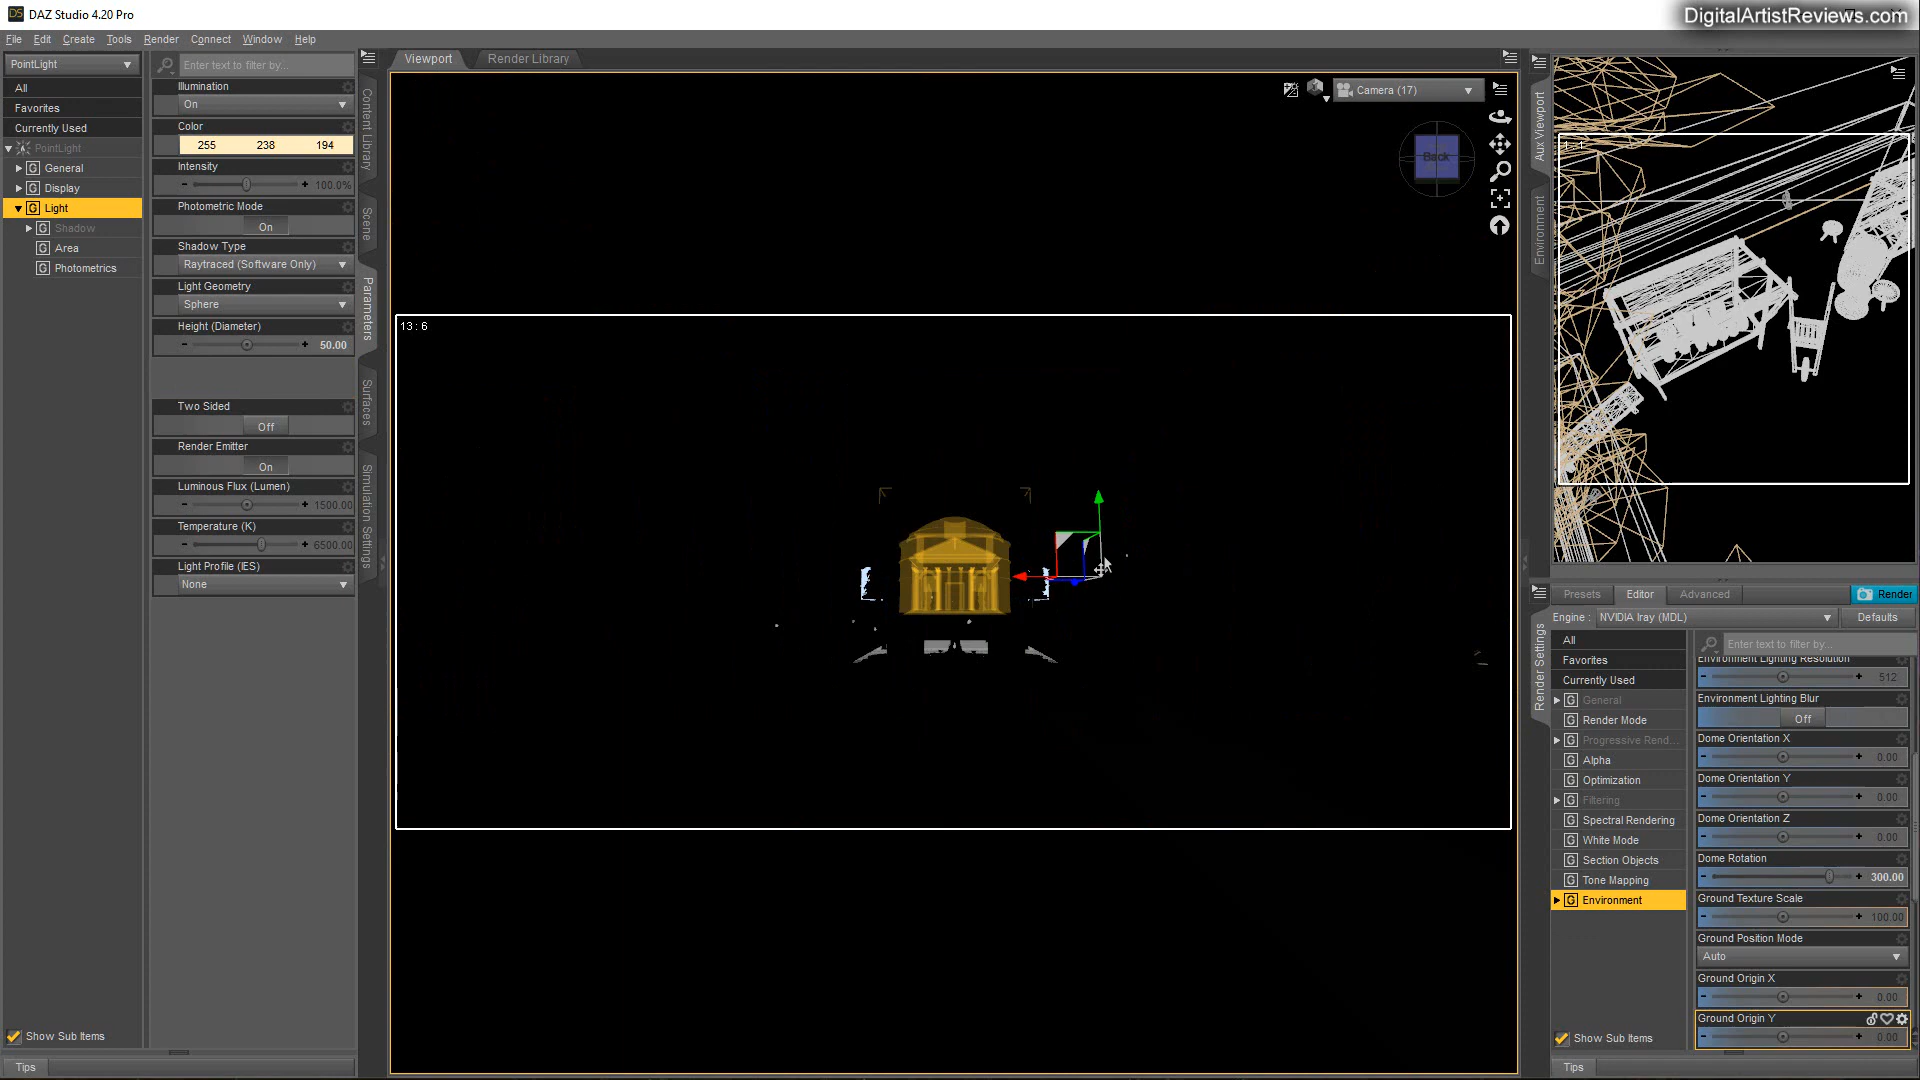 DAZ Studio 4.20 Pro
DigitalArtistReviews.com
File Edit Create Tools Render Connect Window Help
PointLight
All
Favorites
Currently Used
PointLight
General
Display
Light
Shadow
Area
Photometrics
Show Sub Items
Tips
Enter text to filter by...
Illumination
On
Color
255 238 194
Intensity
100.0%
Photometric Mode
On
Shadow Type
Raytraced (Software Only)
Light Geometry
Sphere
Height (Diameter)
50.00
Two Sided
Off
Render Emitter
On
Luminous Flux (Lumen)
1500.00
Temperature (K)
6500.00
Light Profile (IES)
None
Content Library
Scene
Parameters
Surfaces
Simulation Settings
Viewport Render Library
Camera (17)
Back
13 : 6
Aux Viewport
Environment
Presets Editor Advanced Render
Engine : NVIDIA Iray (MDL) Defaults
Render Settings
All
Favorites
Currently Used
General
Render Mode
Progressive Rend...
Alpha
Optimization
Filtering
Spectral Rendering
White Mode
Section Objects
Tone Mapping
Environment
Show Sub Items
Tips
Enter text to filter by...
Environment Lighting Resolution
512
Environment Lighting Blur
Off
Dome Orientation X
0.00
Dome Orientation Y
0.00
Dome Orientation Z
0.00
Dome Rotation
300.00
Ground Texture Scale
100.00
Ground Position Mode
Auto
Ground Origin X
0.00
Ground Origin Y
0.00